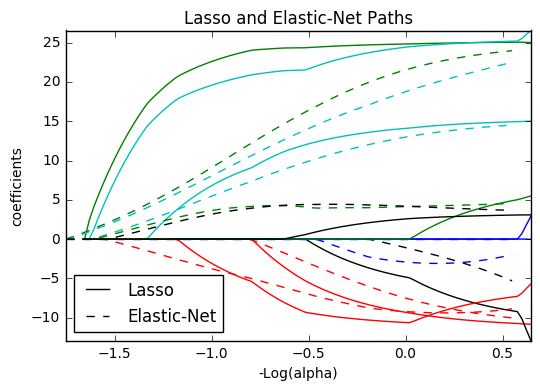 Lasso and Elastic-Net Paths
25
20
15
10
5
0
−5
−10
coefficients
Lasso
Elastic-Net
−1.5
−1.0
−0.5
0.0
0.5
-Log(alpha)